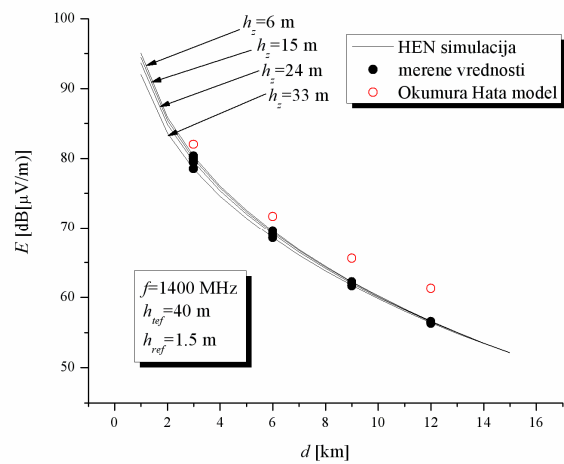 h_z=6 m
h_z=15 m
h_z=24 m
h_z=33 m
HEN simulacija
merene vrednosti
Okumura Hata model
100
90
80
70
60
50
E [dB[µV/m)]
f=1400 MHz
h_tef=40 m
h_ref=1.5 m
0 2 4 6 8 10 12 14 16
d [km]